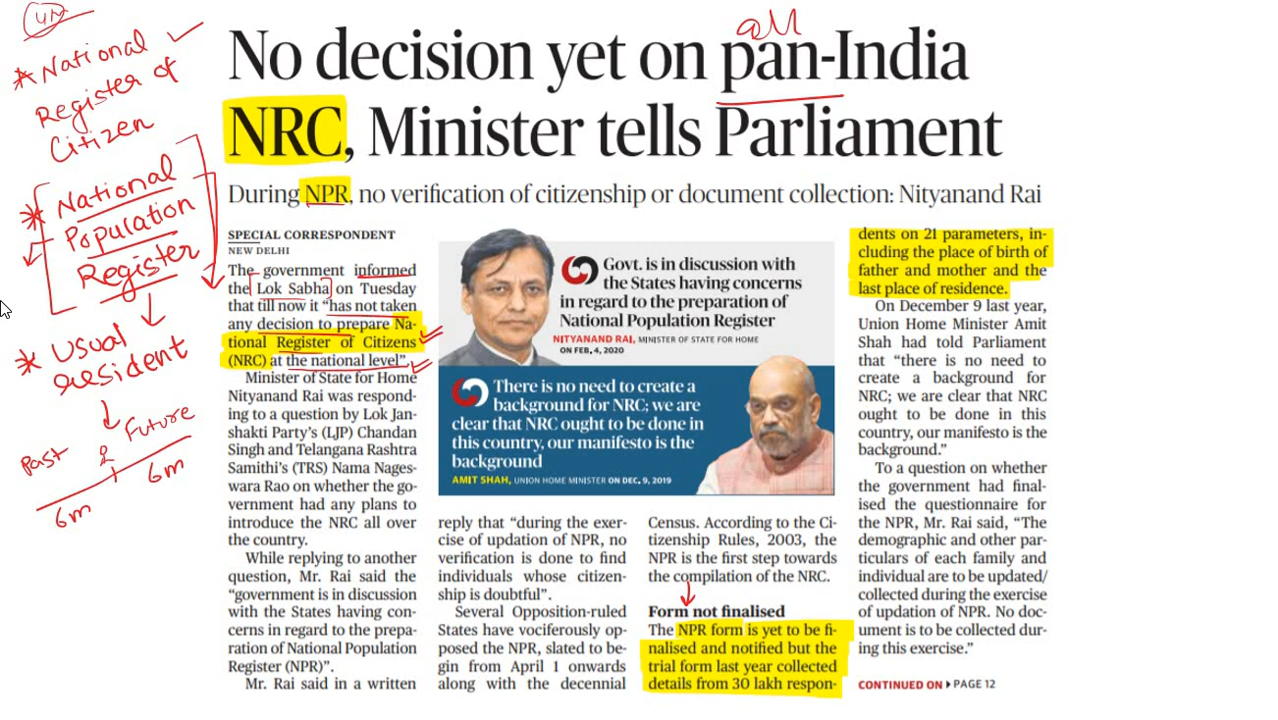 UN
* National
Register of
Citizen
* National
Population
Register
* Usual
resident
Past
Future
6m
6m
all
No decision yet on pan-India
NRC, Minister tells Parliament
During NPR, no verification of citizenship or document collection: Nityanand Rai
SPECIAL CORRESPONDENT
NEW DELHI
The government informed
the Lok Sabha on Tuesday
that till now it “has not taken
any decision to prepare Na-
tional Register of Citizens
(NRC) at the national level”.
Minister of State for Home
Nityanand Rai was respond-
ing to a question by Lok Jan-
shakti Party’s (LJP) Chandan
Singh and Telangana Rashtra
Samithi’s (TRS) Nama Nages-
wara Rao on whether the go-
vernment had any plans to
introduce the NRC all over
the country.
While replying to another
question, Mr. Rai said the
“government is in discussion
with the States having con-
cerns in regard to the prepa-
ration of National Population
Register (NPR)”.
Mr. Rai said in a written
Govt. is in discussion with
the States having concerns
in regard to the preparation of
National Population Register
NITYANAND RAI, MINISTER OF STATE FOR HOME
ON FEB, 4, 2020
There is no need to create a
background for NRC; we are
clear that NRC ought to be done in
this country, our manifesto is the
background
AMIT SHAH, UNION HOME MINISTER ON DEC, 9, 2019
reply that “during the exer-
cise of updation of NPR, no
verification is done to find
individuals whose citizen-
ship is doubtful”.
Several Opposition-ruled
States have vociferously op-
posed the NPR, slated to be-
gin from April 1 onwards
along with the decennial
Census. According to the Ci-
tizenship Rules, 2003, the
NPR is the first step towards
the compilation of the NRC.
Form not finalised
The NPR form is yet to be fi-
nalised and notified but the
trial form last year collected
details from 30 lakh respon-
dents on 21 parameters, in-
cluding the place of birth of
father and mother and the
last place of residence.
On December 9 last year,
Union Home Minister Amit
Shah had told Parliament
that “there is no need to
create a background for
NRC; we are clear that NRC
ought to be done in this
country, our manifesto is the
background.”
To a question on whether
the government had final-
ised the questionnaire for
the NPR, Mr. Rai said, “The
demographic and other par-
ticulars of each family and
individual are to be updated/
collected during the exercise
of updation of NPR. No doc-
ument is to be collected dur-
ing this exercise.”
CONTINUED ON PAGE 12